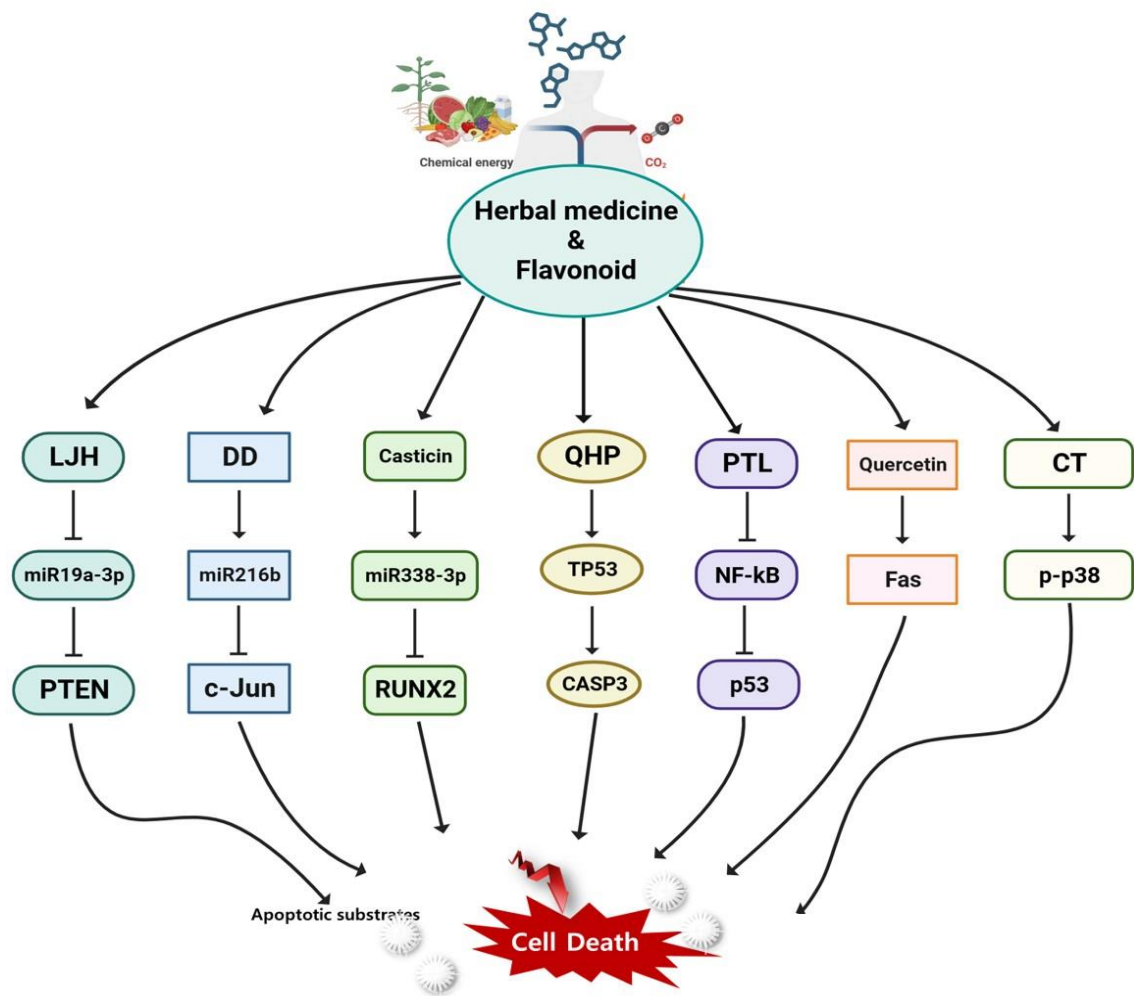 Chemical energy
CO₂
O C O
Herbal medicine
&
Flavonoid
LJH
DD
Casticin
QHP
PTL
Quercetin
CT
miR19a-3p
miR216b
miR338-3p
TP53
NF-kB
Fas
p-p38
PTEN
c-Jun
RUNX2
CASP3
p53
Apoptotic substrates
Cell Death